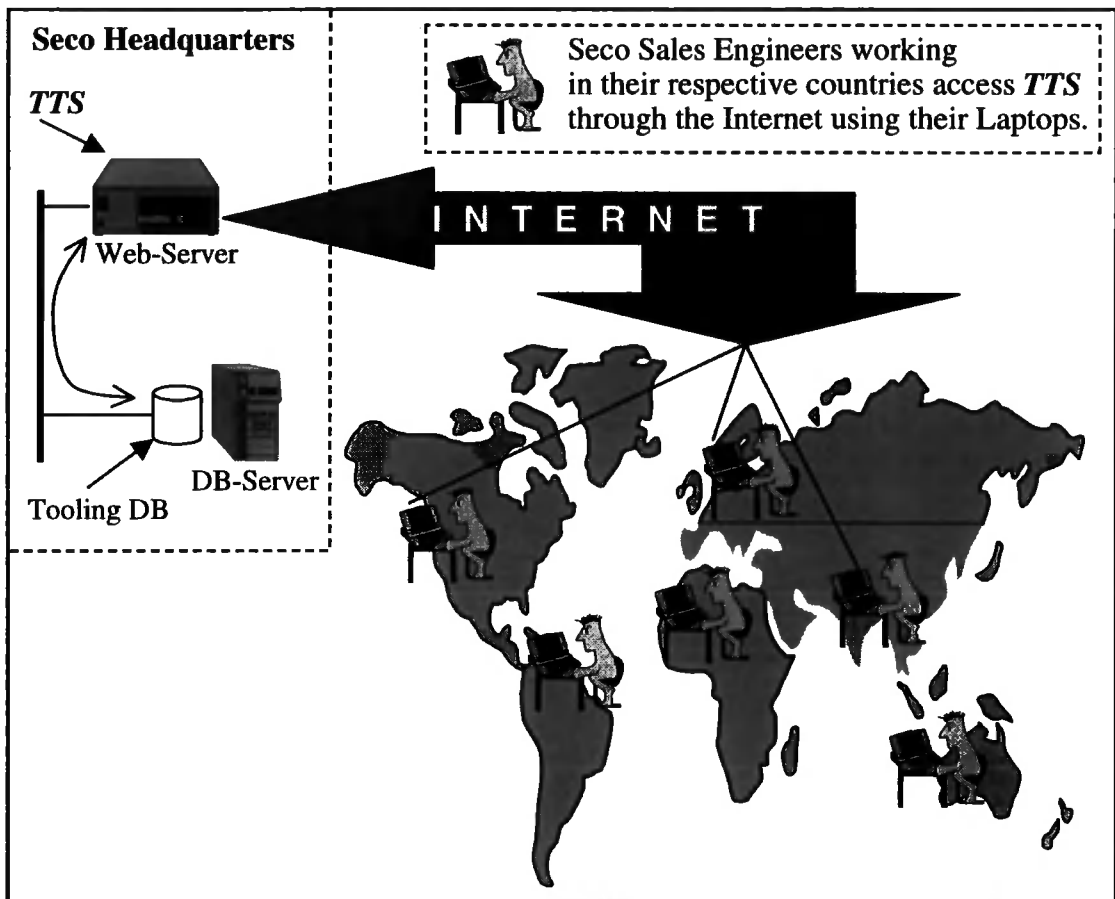 Seco Headquarters
TTS
Web-Server
DB-Server
Tooling DB
Seco Sales Engineers working
in their respective countries access TTS
through the Internet using their Laptops.
INTERNET